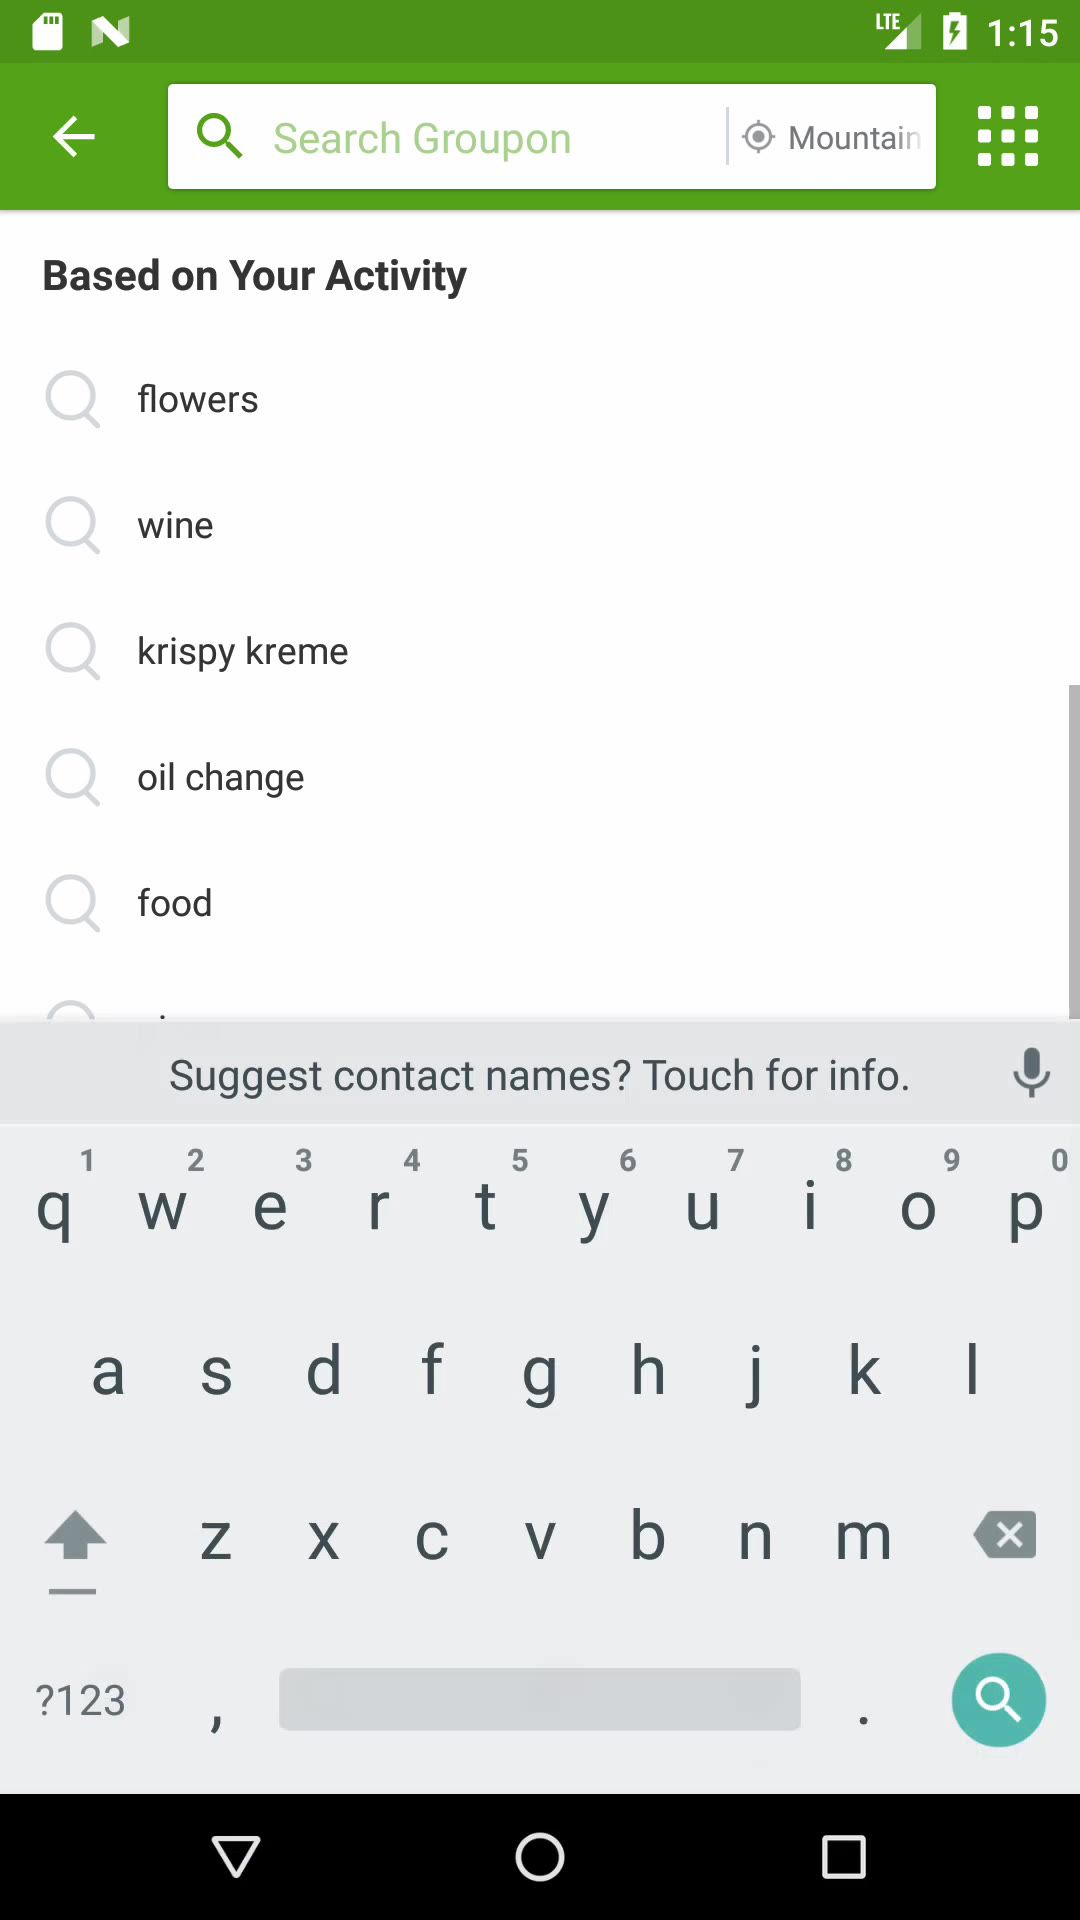 LTE 1:15
Search Groupon Mountain
Based on Your Activity
flowers
wine
krispy kreme
oil change
food
Suggest contact names? Touch for info.
1 2 3 4 5 6 7 8 9 0
q w e r t y u i o p
a s d f g h j k l
z x c v b n m
?123 , .